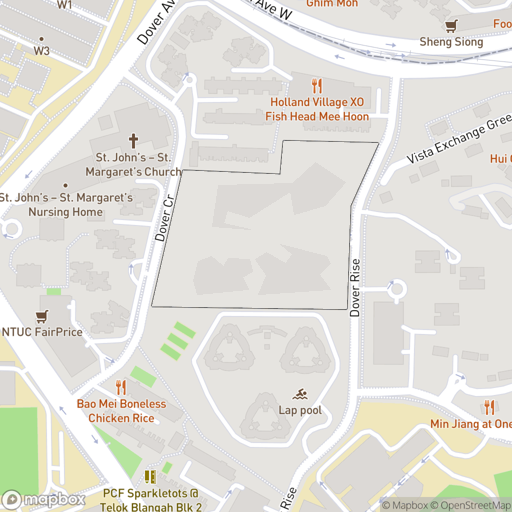 Ghim Moh
Ave W
Dover Av
Foo
W1
W3
Sheng Siong
Holland Village XO
Fish Head Mee Hoon
Vista Exchange Gree
Hui
St. John's – St.
Margaret's Church
St. John's – St. Margaret's
Nursing Home
Dover Cr
Dover Rise
NTUC FairPrice
Bao Mei Boneless
Chicken Rice
Lap pool
Min Jiang at One
PCF Sparkletots @
Telok Blangah Blk 2
Rise
mapbox
© Mapbox © OpenStreetMap